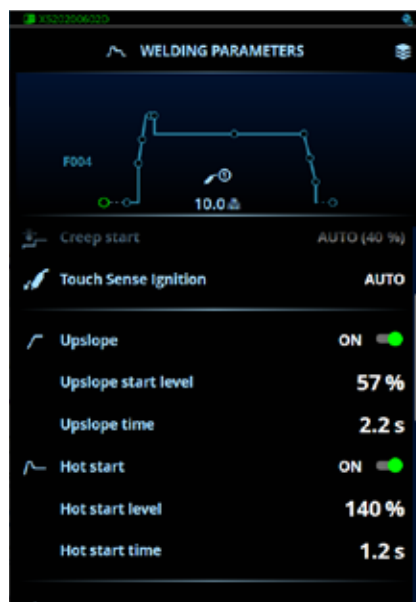 XS20200602D
WELDING PARAMETERS
F004
10.0
Creep start AUTO (40 %)
Touch Sense Ignition AUTO
Upslope ON
Upslope start level 57 %
Upslope time 2.2 s
Hot start ON
Hot start level 140 %
Hot start time 1.2 s